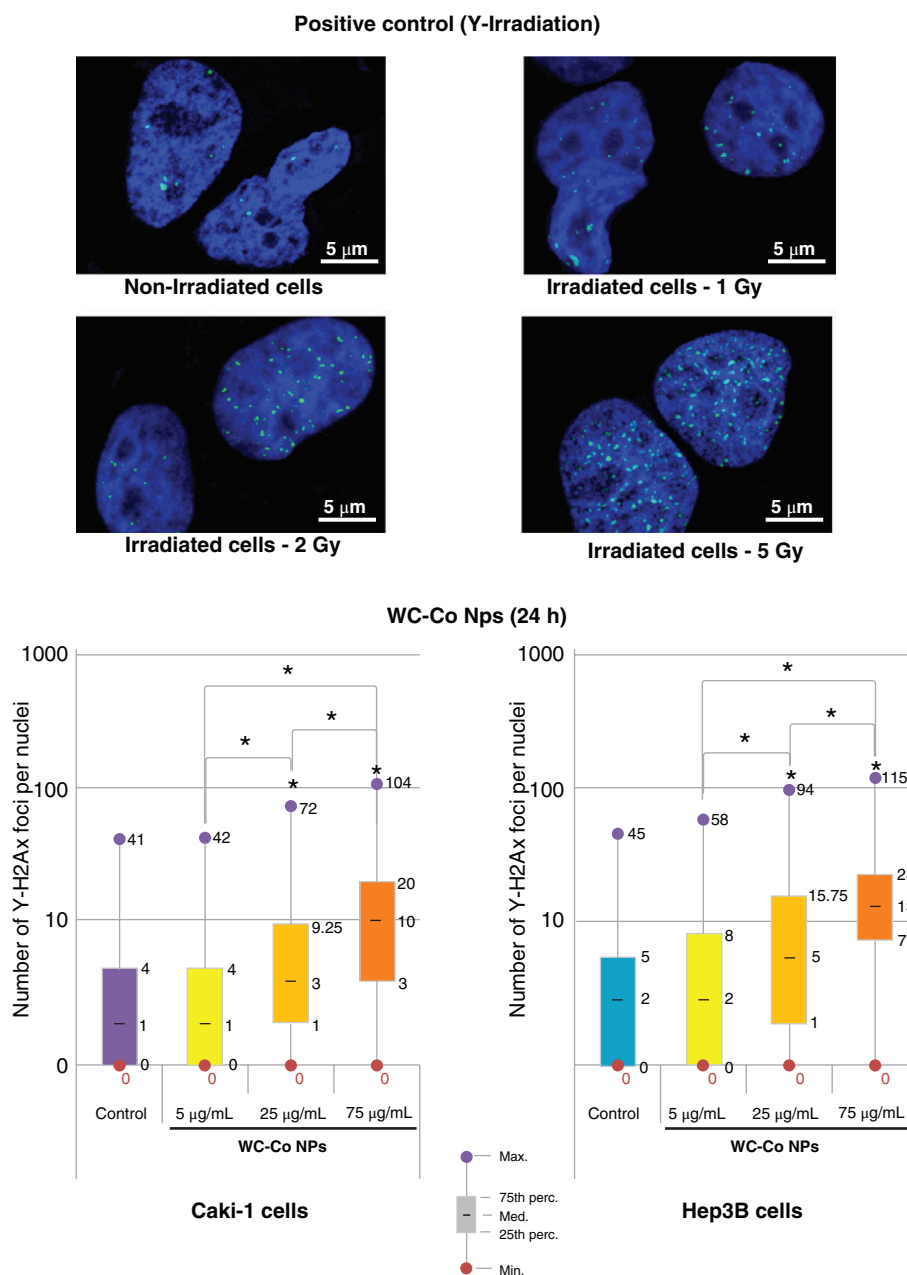 Positive control (Y-Irradiation)
5 μm
5 μm
Non-Irradiated cells
Irradiated cells - 1 Gy
5 μm
5 μm
Irradiated cells - 2 Gy
Irradiated cells - 5 Gy
WC-Co Nps (24 h)
Number of Y-H2Ax foci per nuclei
1000
100
10
0
*
*
*
*
*
41
42
72
104
4
1
0
4
1
0
9.25
3
1
20
10
3
0
0
0
0
Control
5 μg/mL
25 μg/mL
75 μg/mL
WC-Co NPs
Caki-1 cells
Number of Y-H2Ax foci per nuclei
1000
100
10
0
*
*
*
*
*
45
58
94
115
5
2
0
8
2
0
15.75
5
1
7
0
0
0
0
Control
5 μg/mL
25 μg/mL
75 μg/mL
WC-Co NPs
Hep3B cells
Max.
75th perc.
Med.
25th perc.
Min.